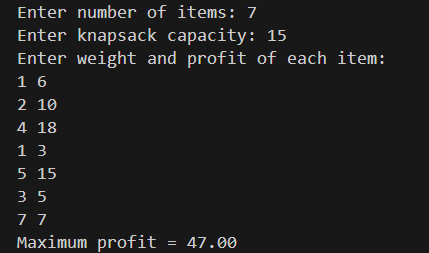 Enter number of items: 7
Enter knapsack capacity: 15
Enter weight and profit of each item:
1 6
2 10
4 18
1 3
5 15
3 5
7 7
Maximum profit = 47.00